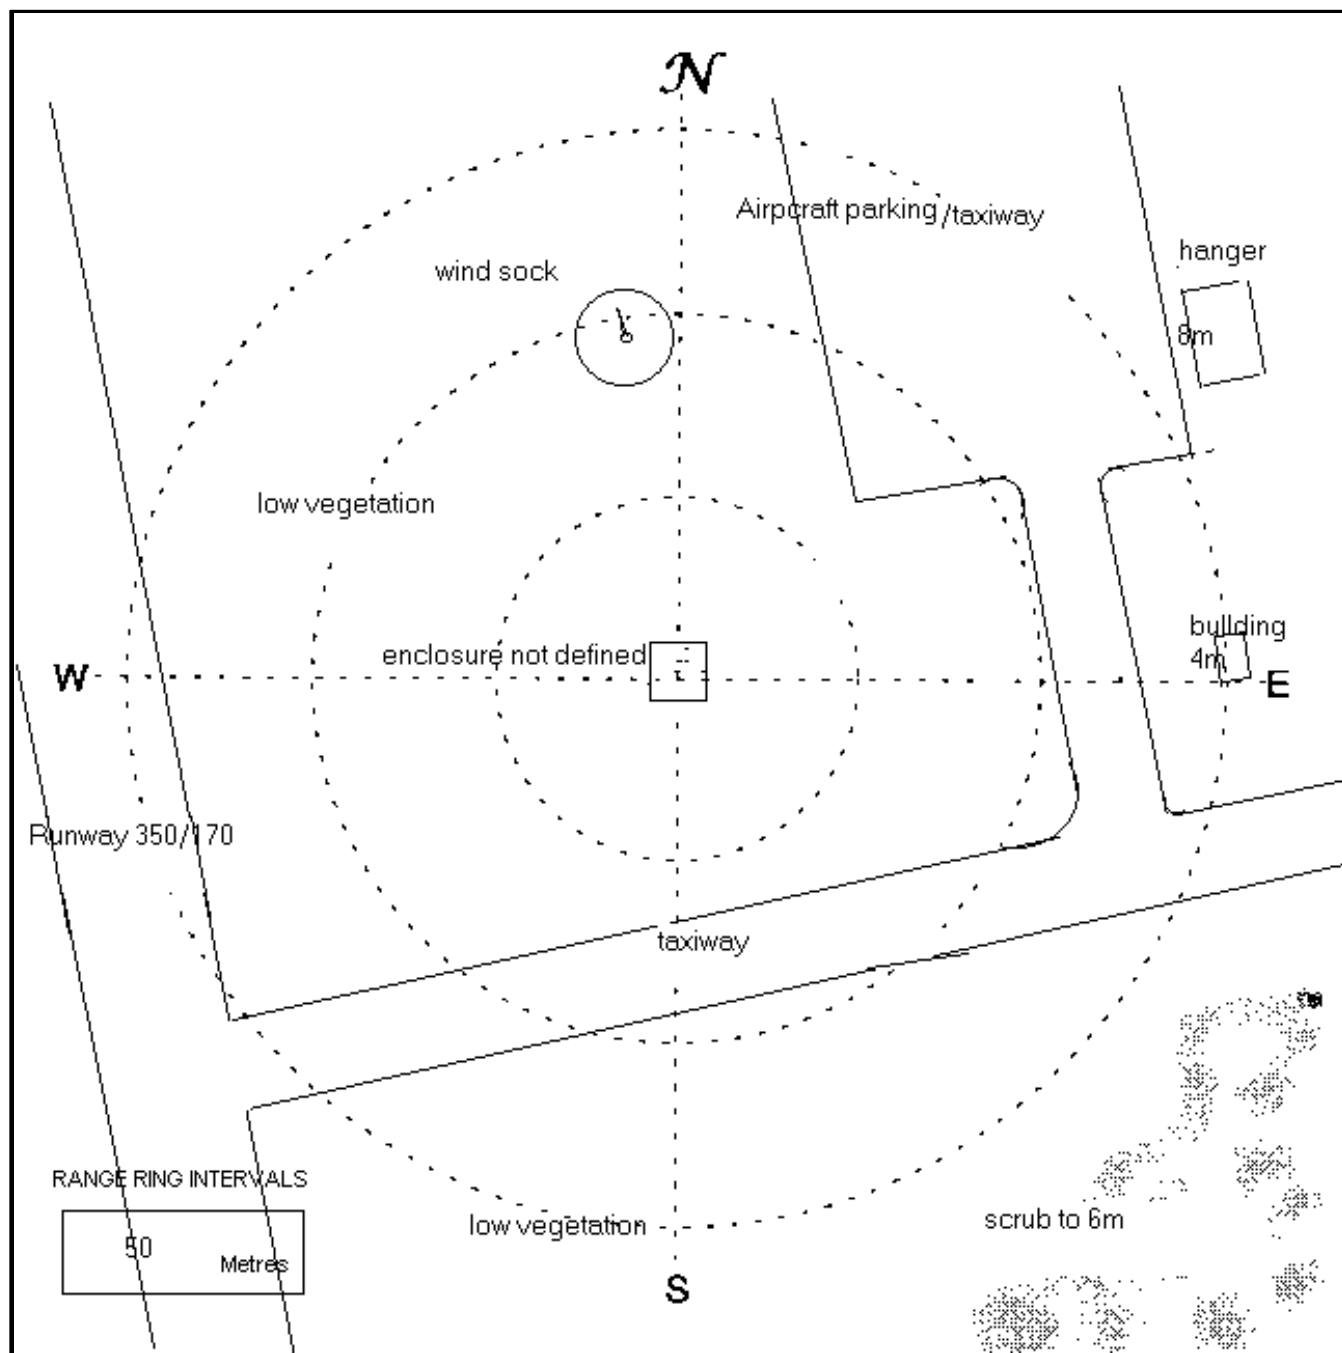 N
Airpcraft parking/taxiway
hanger
wind sock
8m
low vegetation
building
enclosure not defined
4m
W
E
Runway 350/170
taxiway
RANGE RING INTERVALS
scrub to 6m
low vegetation
50
Metres
S